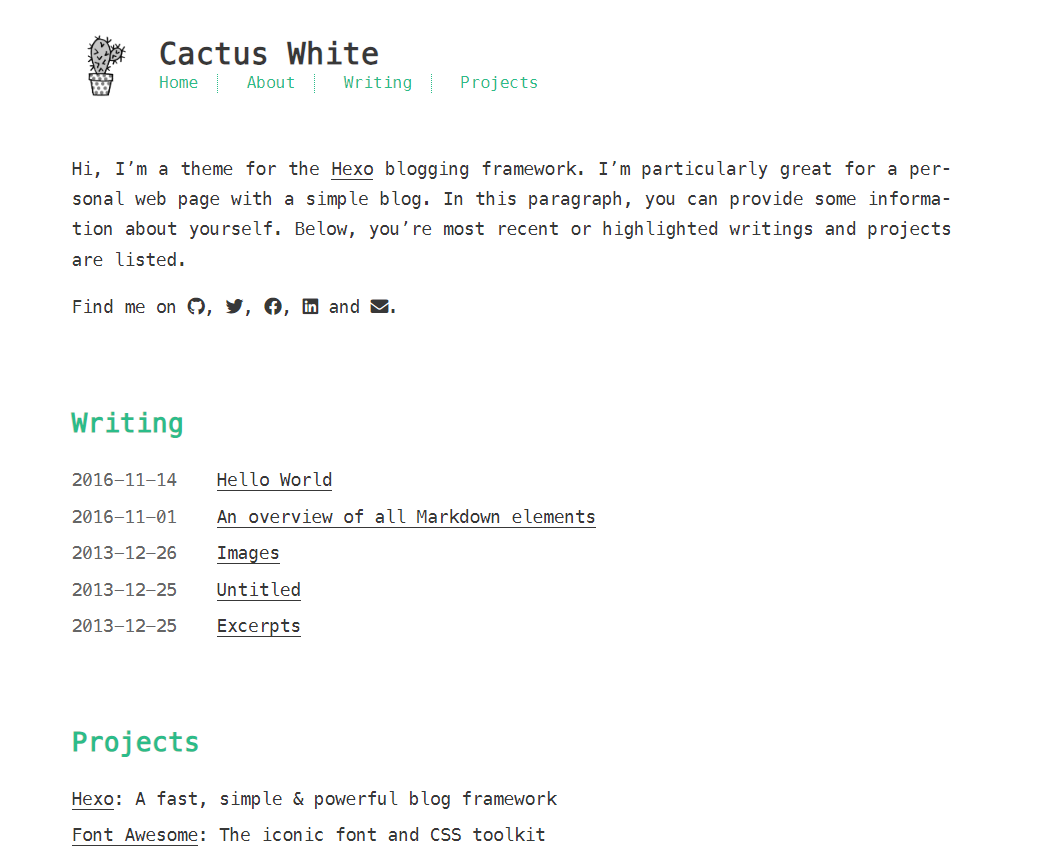 Cactus White
Home About Writing Projects
Hi, I’m a theme for the Hexo blogging framework. I’m particularly great for a per-
sonal web page with a simple blog. In this paragraph, you can provide some informa-
tion about yourself. Below, you’re most recent or highlighted writings and projects
are listed.
Find me on , , , and .
Writing
2016-11-14 Hello World
2016-11-01 An overview of all Markdown elements
2013-12-26 Images
2013-12-25 Untitled
2013-12-25 Excerpts
Projects
Hexo: A fast, simple & powerful blog framework
Font Awesome: The iconic font and CSS toolkit